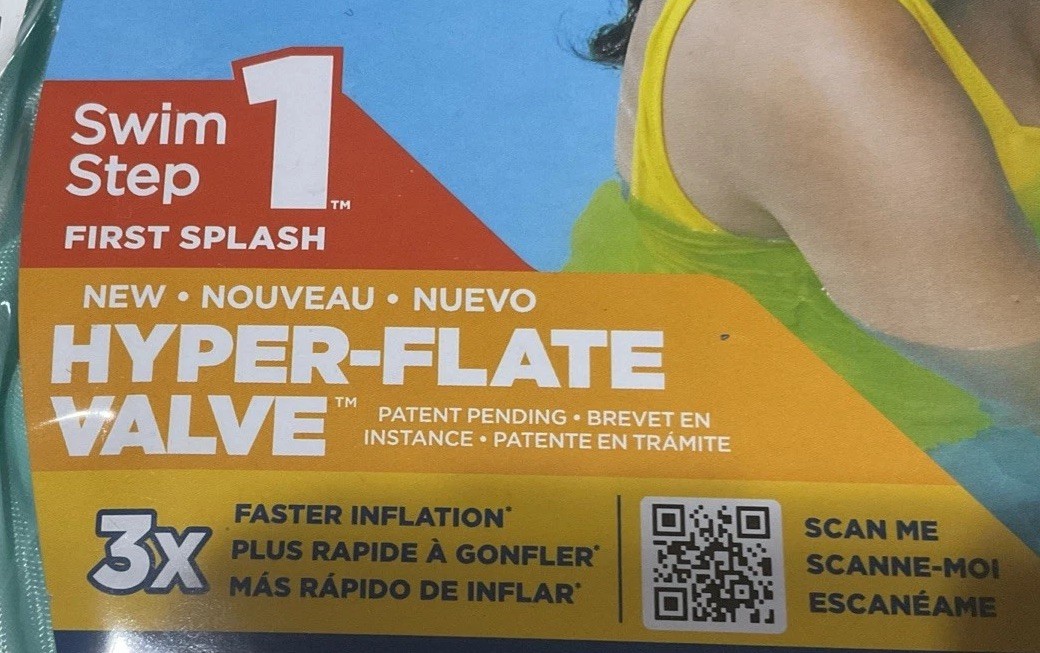 Swim
Step 1™
FIRST SPLASH
NEW • NOUVEAU • NUEVO
HYPER-FLATE
VALVE™
PATENT PENDING • BREVET EN
INSTANCE • PATENTE EN TRÁMITE
3x
FASTER INFLATION*
PLUS RAPIDE À GONFLER*
MÁS RÁPIDO DE INFLAR*
SCAN ME
SCANNE-MOI
ESCANÉAME